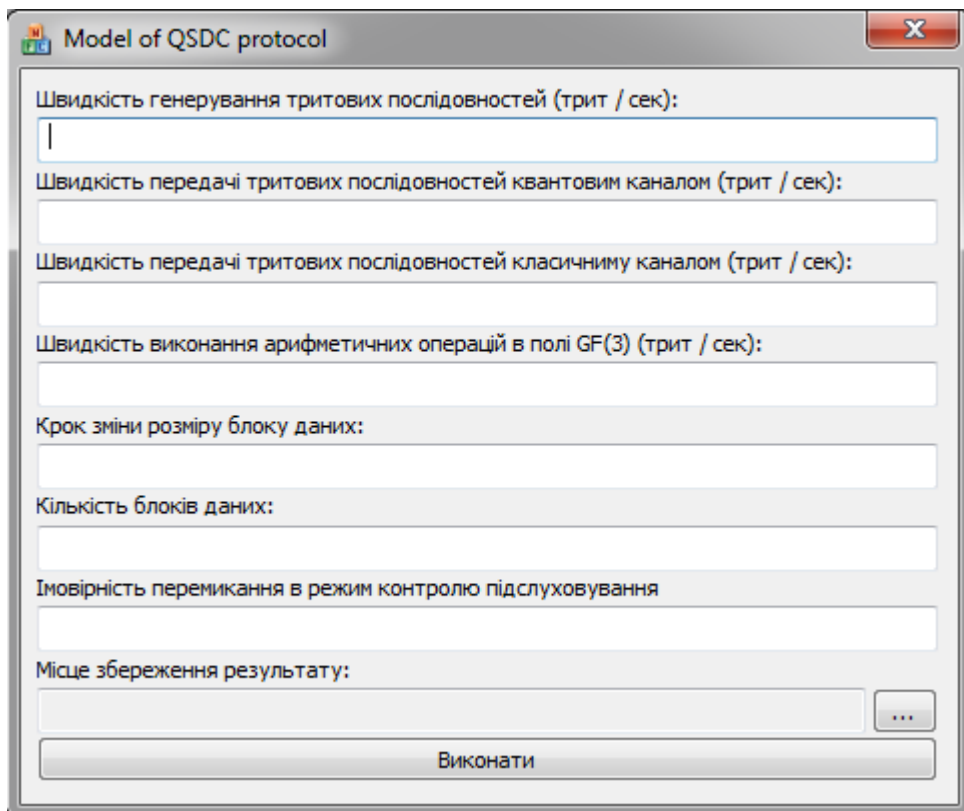 Model of QSDC protocol
Швидкість генерування тритових послідовностей (трит / сек):
Швидкість передачі тритових послідовностей квантовим каналом (трит / сек):
Швидкість передачі тритових послідовностей класичниму каналом (трит / сек):
Швидкість виконання арифметичних операцій в полі GF(3) (трит / сек):
Крок зміни розміру блоку даних:
Кількість блоків даних:
Імовірність перемикання в режим контролю підслуховування
Місце збереження результату:
...
Виконати